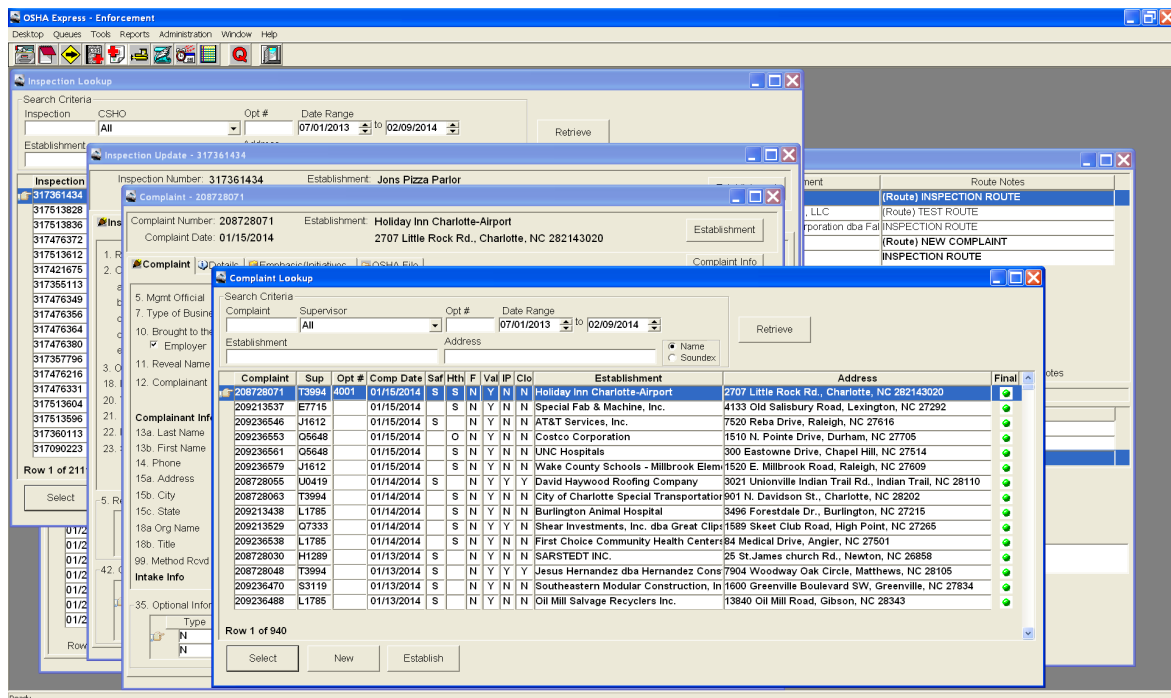 OSHA Express - Enforcement
Desktop Queues Tools Reports Administration Window Help
Inspection Lookup
Search Criteria
Inspection CSHO Opt # Date Range
All 07/01/2013 to 02/09/2014
Retrieve
Establishment
Inspection
317361434
317513828
317513836
317476372
317513612
317421675
317355113
317476349
317476356
317476364
317476380
317357796
317476216
317476331
317513604
317513596
317360113
317090223
Row 1 of 211
Select
Inspection Update - 317361434
Inspection Number: 317361434 Establishment: Jons Pizza Parlor
Route Notes
(Route) INSPECTION ROUTE
, LLC (Route) TEST ROUTE
rporation dba Fal INSPECTION ROUTE
(Route) NEW COMPLAINT
INSPECTION ROUTE
Complaint - 208728071
Complaint Number: 208728071 Establishment: Holiday Inn Charlotte-Airport
Complaint Date: 01/15/2014 2707 Little Rock Rd., Charlotte, NC 282143020
Establishment
Complaint Info
Complaint Details Emphasis/Initiatives OSHA File
5. Mgmt Official
7. Type of Busine
10. Brought to the
Employer
11. Reveal Name
12. Complainant
Complainant Info
13a. Last Name
13b. First Name
14. Phone
15a. Address
15b. City
15c. State
18a Org Name
18b. Title
99. Method Rcvd
Intake Info
35. Optional Infor
Type
N
N
Complaint Lookup
Search Criteria
Complaint Supervisor Opt # Date Range
All 07/01/2013 to 02/09/2014
Retrieve
Establishment Address
Name
Soundex
Complaint Sup Opt # Comp Date Saf Hth F Val IP Clo Establishment Address Final
208728071 T3994 4001 01/15/2014 S S N Y N N Holiday Inn Charlotte-Airport 2707 Little Rock Rd., Charlotte, NC 282143020
209213537 E7715 01/15/2014 S N Y N N Special Fab & Machine, Inc. 4133 Old Salisbury Road, Lexington, NC 27292
209236546 J1612 01/15/2014 S N Y N N AT&T Services, Inc. 7520 Reba Drive, Raleigh, NC 27616
209236553 Q5648 01/15/2014 O N Y N N Costco Corporation 1510 N. Pointe Drive, Durham, NC 27705
209236561 Q5648 01/15/2014 S N Y N N UNC Hospitals 300 Eastowne Drive, Chapel Hill, NC 27514
209236579 J1612 01/15/2014 S N Y N N Wake County Schools - Millbrook Elem 1520 E. Millbrook Road, Raleigh, NC 27609
208728055 U0419 01/14/2014 S N Y Y Y David Haywood Roofing Company 3021 Unionville Indian Trail Rd., Indian Trail, NC 28110
208728063 T3994 01/14/2014 S N Y N N City of Charlotte Special Transportation 901 N. Davidson St., Charlotte, NC 28202
209213438 L1785 01/14/2014 S N Y N N Burlington Animal Hospital 3496 Forestdale Dr., Burlington, NC 27215
209213529 Q7333 01/14/2014 S N Y Y N Shear Investments, Inc. dba Great Clips 1589 Skeet Club Road, High Point, NC 27265
209236538 L1785 01/14/2014 S N Y N N First Choice Community Health Centers 84 Medical Drive, Angier, NC 27501
208728030 H1289 01/13/2014 S N Y N N SARSTEDT INC. 25 St.James church Rd., Newton, NC 26858
208728048 T3994 01/13/2014 S N Y Y Y Jesus Hernandez dba Hernandez Cons 7904 Woodway Oak Circle, Matthews, NC 28105
209236470 S3119 01/13/2014 S N Y N N Southeastern Modular Construction, In 1600 Greenville Boulevard SW, Greenville, NC 27834
209236488 L1785 01/13/2014 S N Y N N Oil Mill Salvage Recyclers Inc. 13840 Oil Mill Road, Gibson, NC 28343
Row 1 of 940
Select New Establish